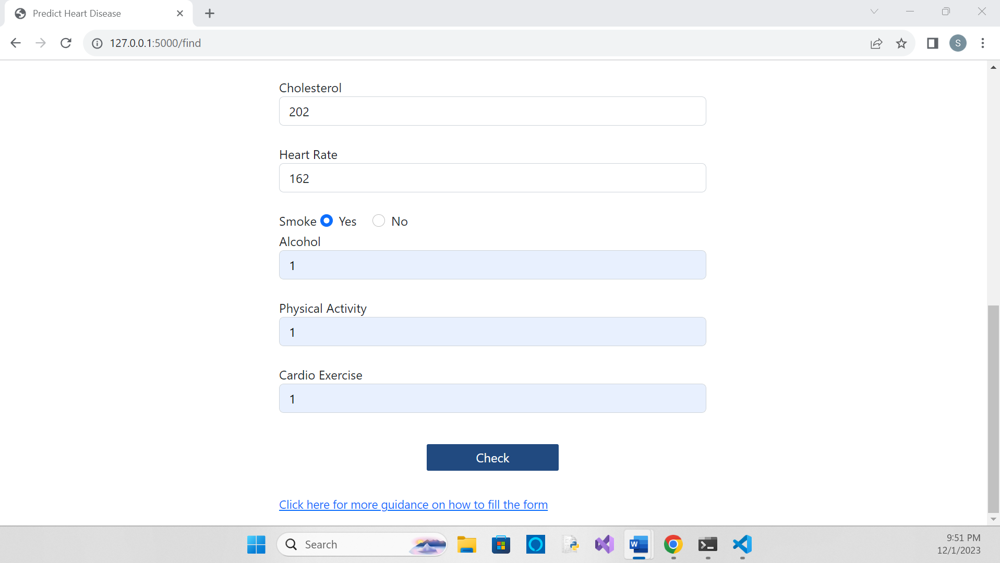 Predict Heart Disease
127.0.0.1:5000/find
S
Cholesterol
202
Heart Rate
162
Smoke Yes No
Alcohol
1
Physical Activity
1
Cardio Exercise
1
Check
Click here for more guidance on how to fill the form
Search
W
9:51 PM
12/1/2023